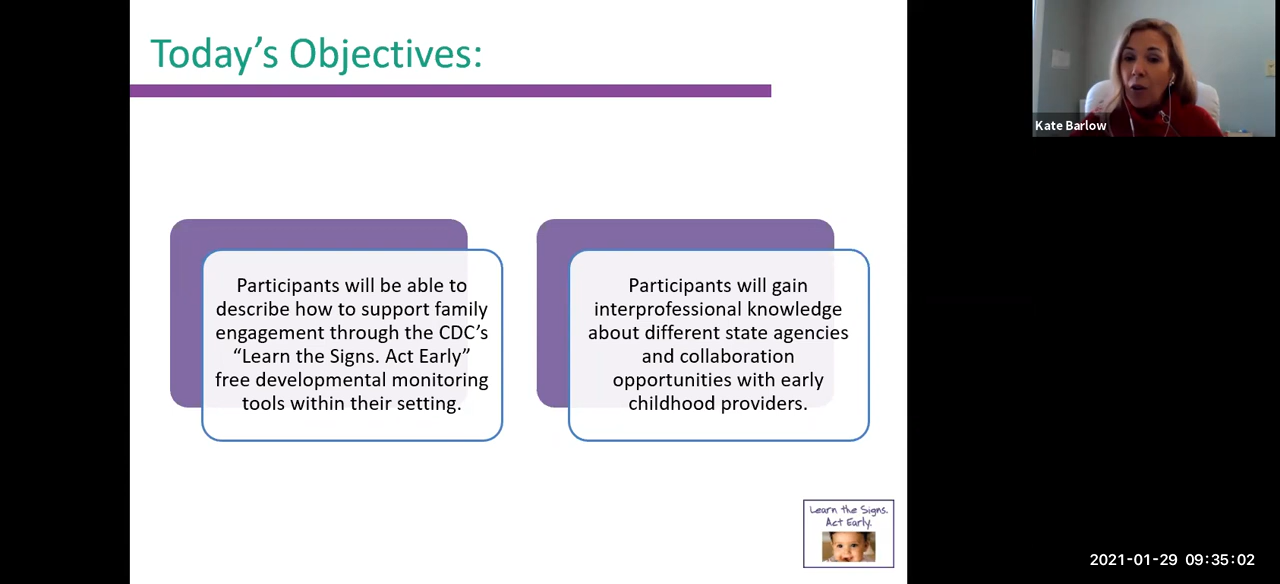 Today's Objectives:
Kate Barlow
Participants will be able to
describe how to support family
engagement through the CDC's
“Learn the Signs. Act Early”
free developmental monitoring
tools within their setting.
Participants will gain
interprofessional knowledge
about different state agencies
and collaboration
opportunities with early
childhood providers.
Learn the Signs.
Act Early.
2021-01-29 09:35:02